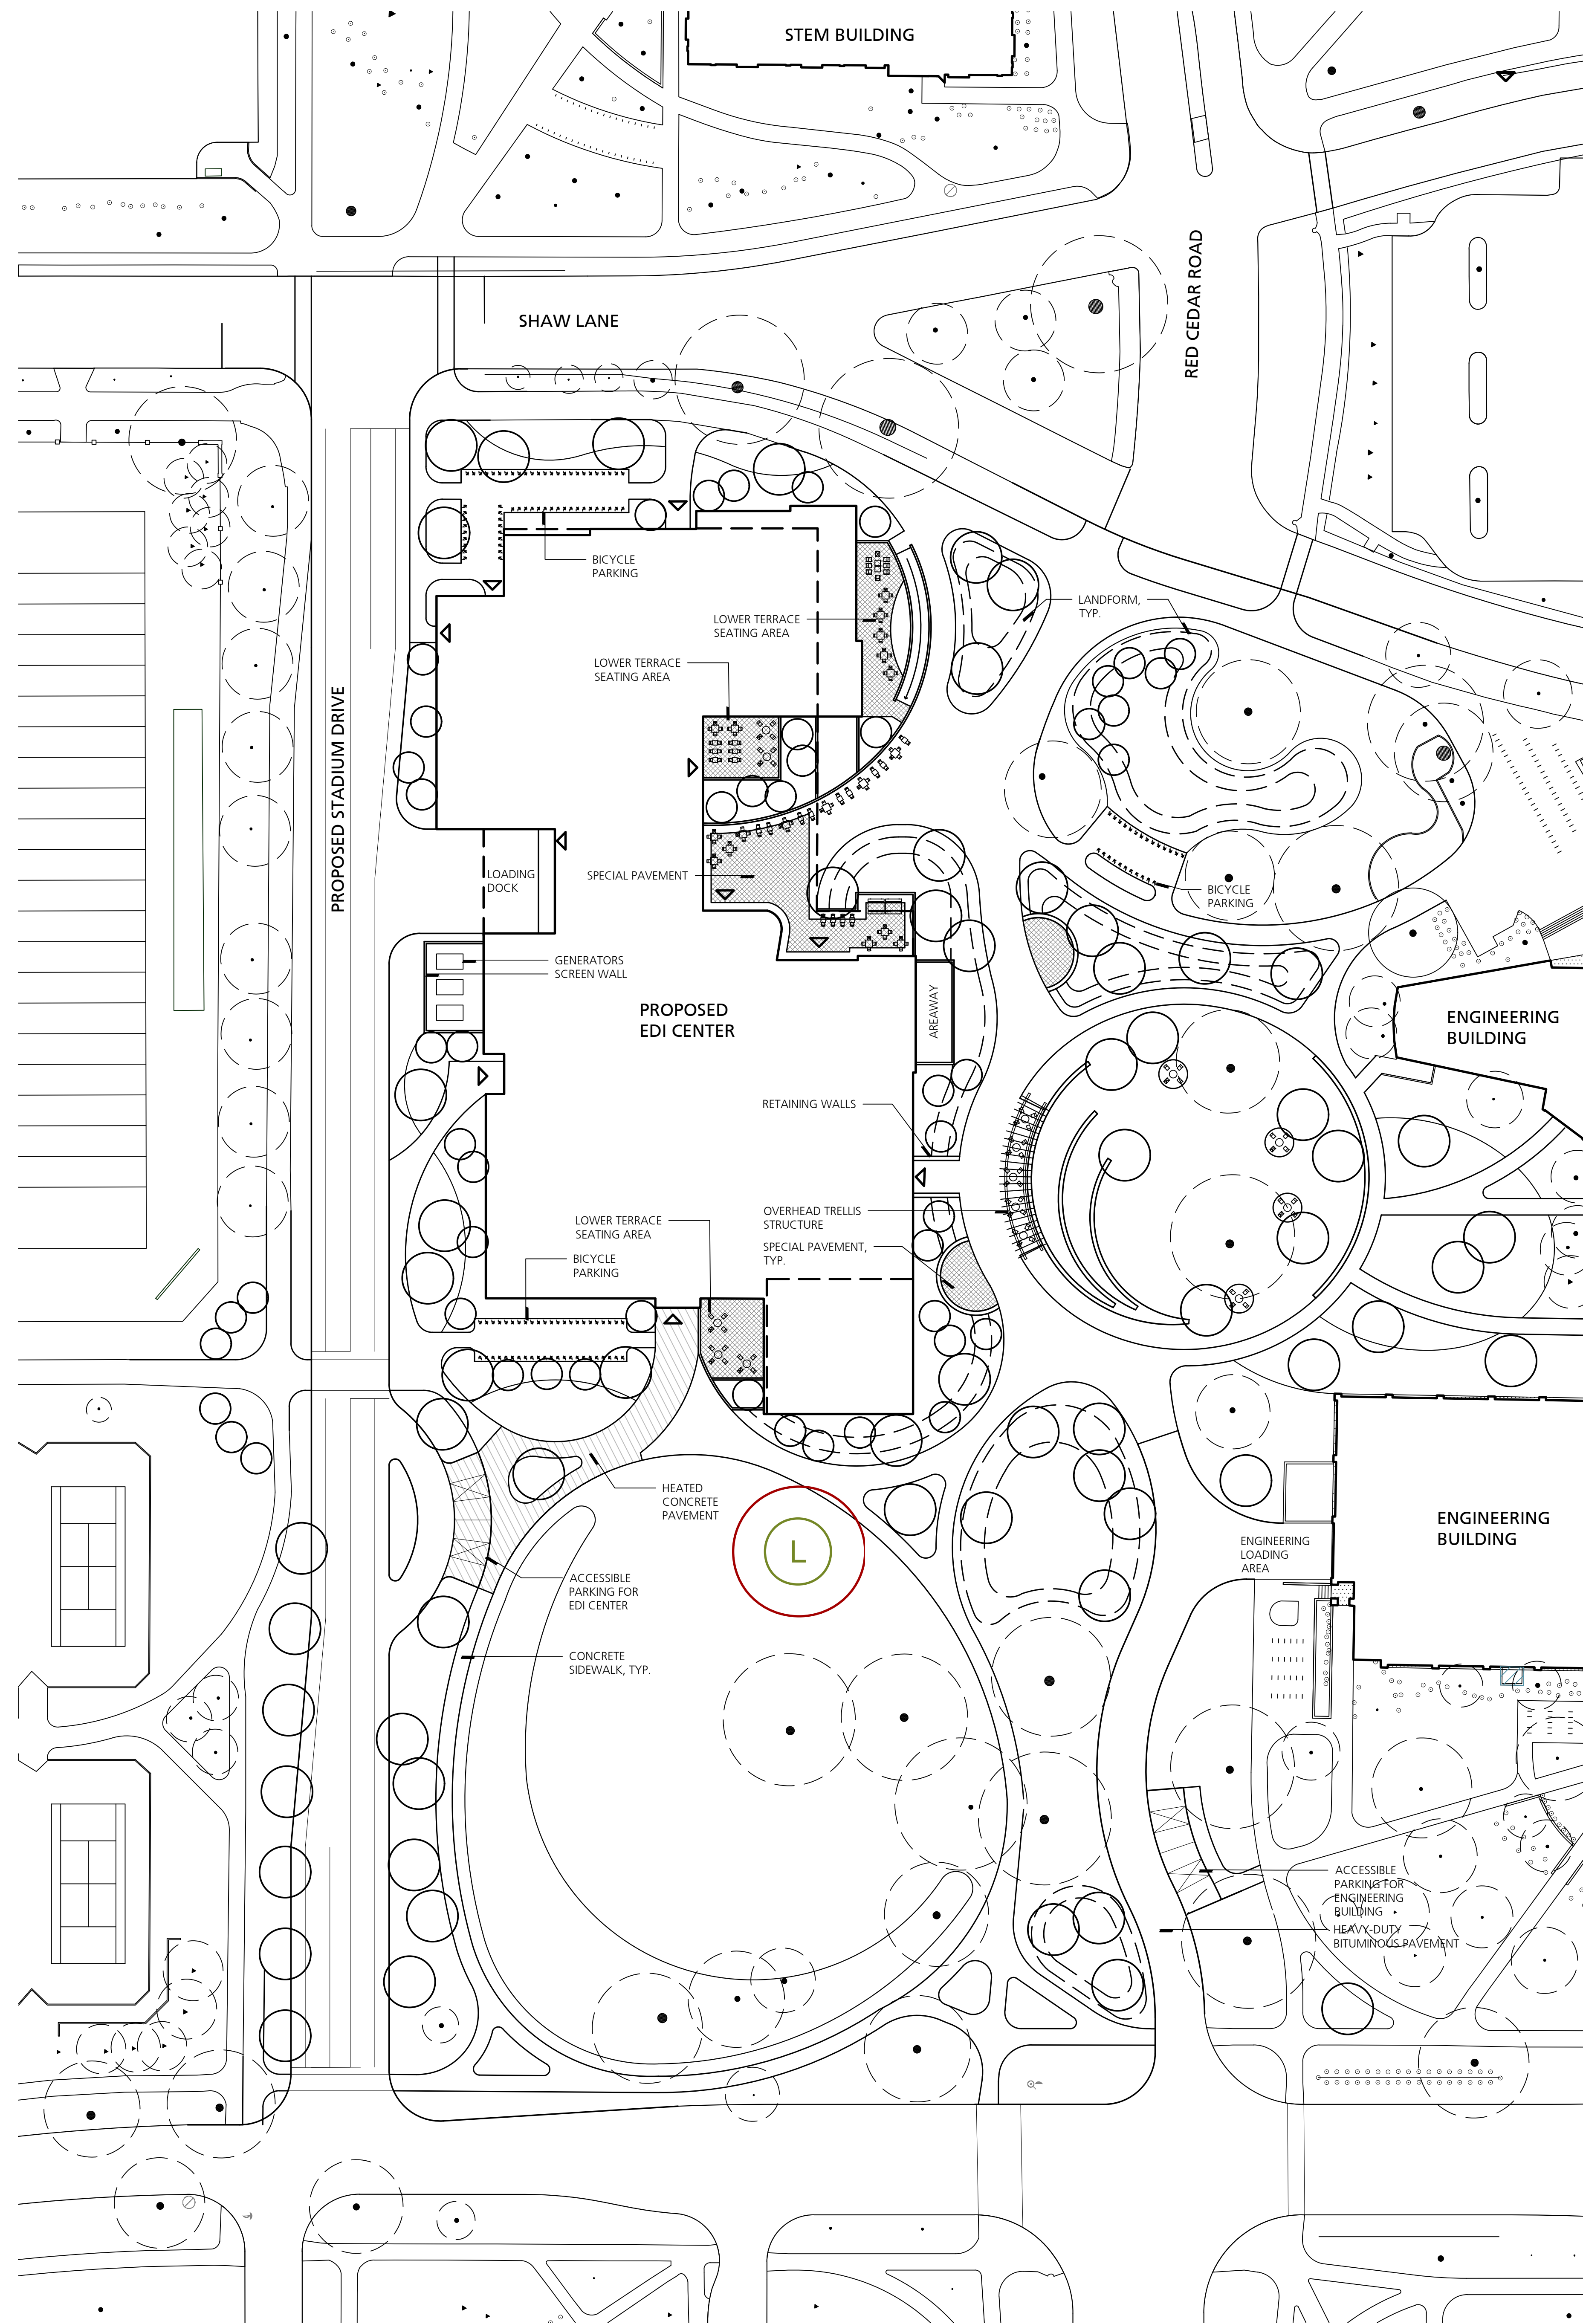 STEM BUILDING
RED CEDAR ROAD
SHAW LANE
BICYCLE
PARKING
LANDFORM,
TYP.
LOWER TERRACE
SEATING AREA
LOWER TERRACE
SEATING AREA
PROPOSED STADIUM DRIVE
LOADING
DOCK
SPECIAL PAVEMENT
BICYCLE
PARKING
GENERATORS
SCREEN WALL
PROPOSED
EDI CENTER
AREAWAY
ENGINEERING
BUILDING
RETAINING WALLS
OVERHEAD TRELLIS
STRUCTURE
LOWER TERRACE
SEATING AREA
SPECIAL PAVEMENT,
TYP.
BICYCLE
PARKING
HEATED
CONCRETE
PAVEMENT
L
ENGINEERING
BUILDING
ENGINEERING
LOADING
AREA
ACCESSIBLE
PARKING FOR
EDI CENTER
CONCRETE
SIDEWALK, TYP.
ACCESSIBLE
PARKING FOR
ENGINEERING
BUILDING
HEAVY-DUTY
BITUMINOUS PAVEMENT